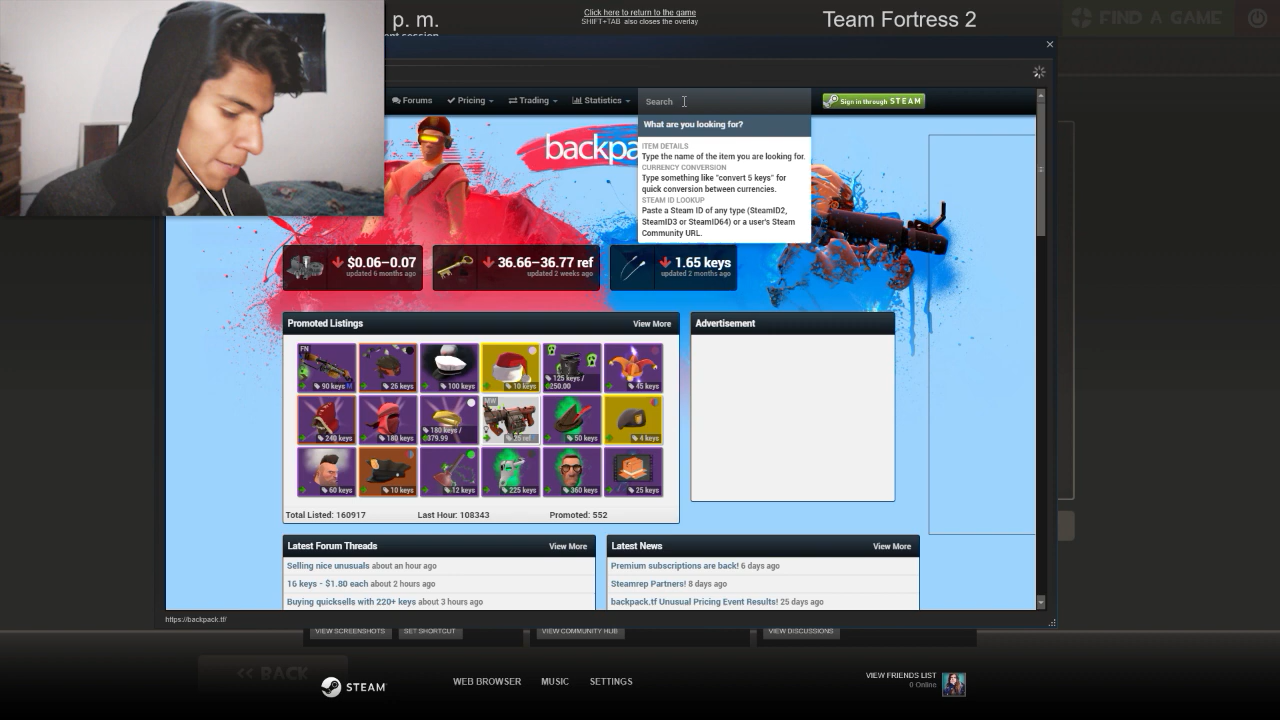 p. m.
Click here to return to the game
SHIFT+TAB also closes the overlay
Team Fortress 2
FIND A GAME
ent session
Forums
Pricing
Trading
Statistics
Search
Sign in through STEAM
What are you looking for?
ITEM DETAILS
Type the name of the item you are looking for.
CURRENCY CONVERSION
Type something like "convert 5 keys" for
quick conversion between currencies.
STEAM ID LOOKUP
Paste a Steam ID of any type (SteamID2,
SteamID3 or SteamID64) or a user's Steam
Community URL.
backpa
$0.06–0.07
updated 6 months ago
36.66–36.77 ref
updated 2 weeks ago
1.65 keys
updated 2 months ago
Promoted Listings
View More
Advertisement
FN
90 keys
26 keys
100 keys
10 keys
125 keys /
250.00
45 keys
240 keys
180 keys
180 keys /
379.99
MW
25 ref
50 keys
4 keys
60 keys
10 keys
12 keys
225 keys
360 keys
25 keys
Total Listed: 160917
Last Hour: 108343
Promoted: 552
Latest Forum Threads
View More
Selling nice unusuals about an hour ago
16 keys - $1.80 each about 2 hours ago
Buying quicksells with 220+ keys about 3 hours ago
Latest News
View More
Premium subscriptions are back! 6 days ago
Steamrep Partners! 8 days ago
backpack.tf Unusual Pricing Event Results! 25 days ago
https://backpack.tf/
VIEW SCREENSHOTS
SET SHORTCUT
VIEW COMMUNITY HUB
VIEW DISCUSSIONS
<< BACK
STEAM
WEB BROWSER
MUSIC
SETTINGS
VIEW FRIENDS LIST
0 Online